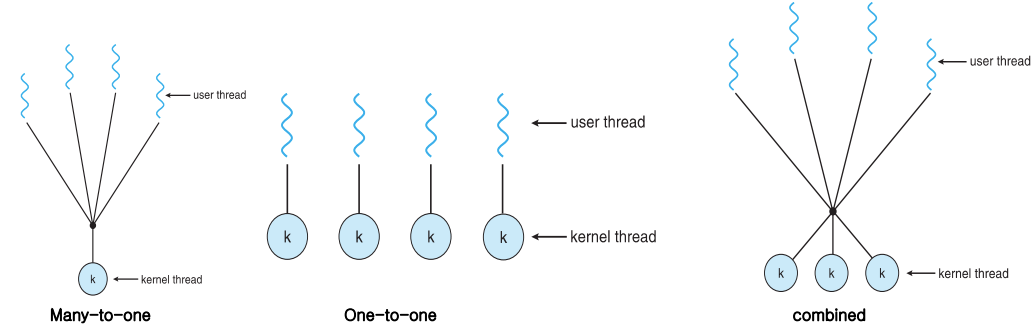 user thread
k
kernel thread
Many-to-one
user thread
k k k k
kernel thread
One-to-one
user thread
k k k
kernel thread
combined